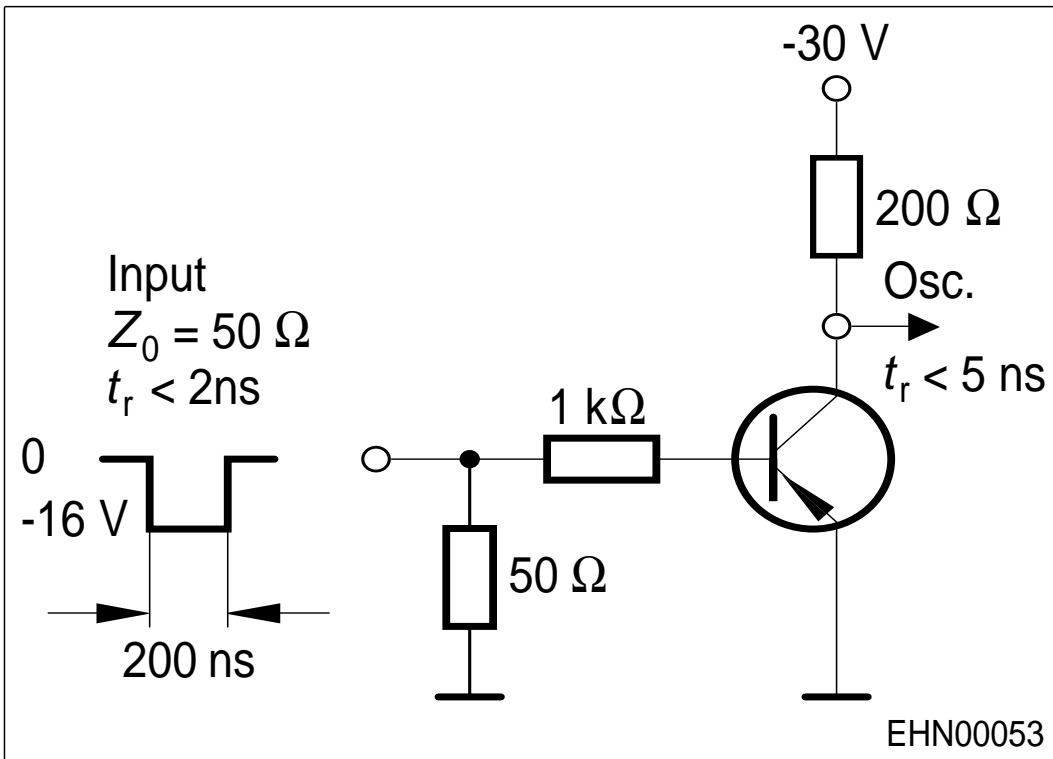 -30 V
200 Ω
Input
Z0 = 50 Ω
tr < 2ns
Osc.
tr < 5 ns
1 kΩ
0
-16 V
50 Ω
200 ns
EHN00053